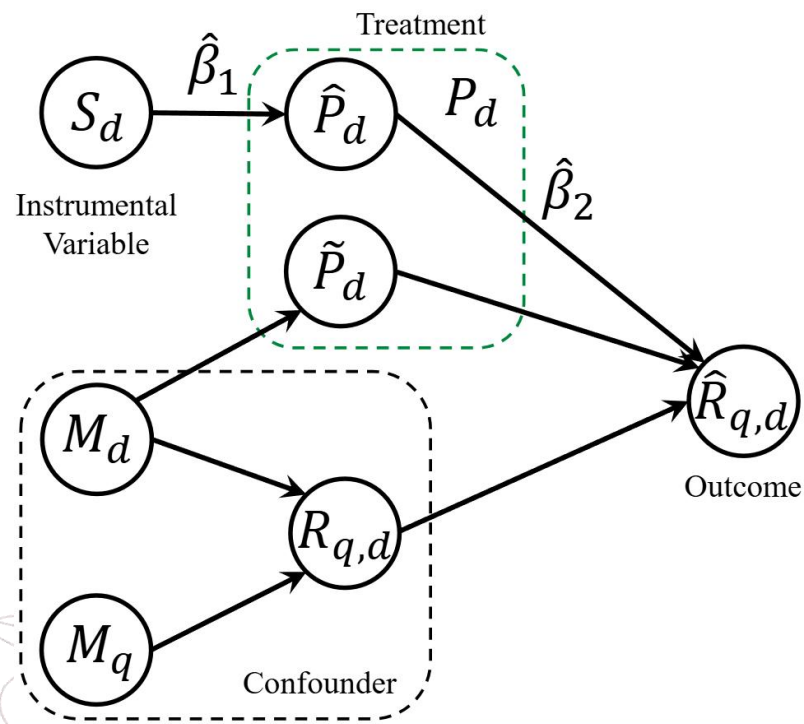 Treatment
β̂₁
S_d
P̂_d
P_d
Instrumental
Variable
β̂₂
P̃_d
M_d
R̂_{q,d}
Outcome
R_{q,d}
M_q
Confounder